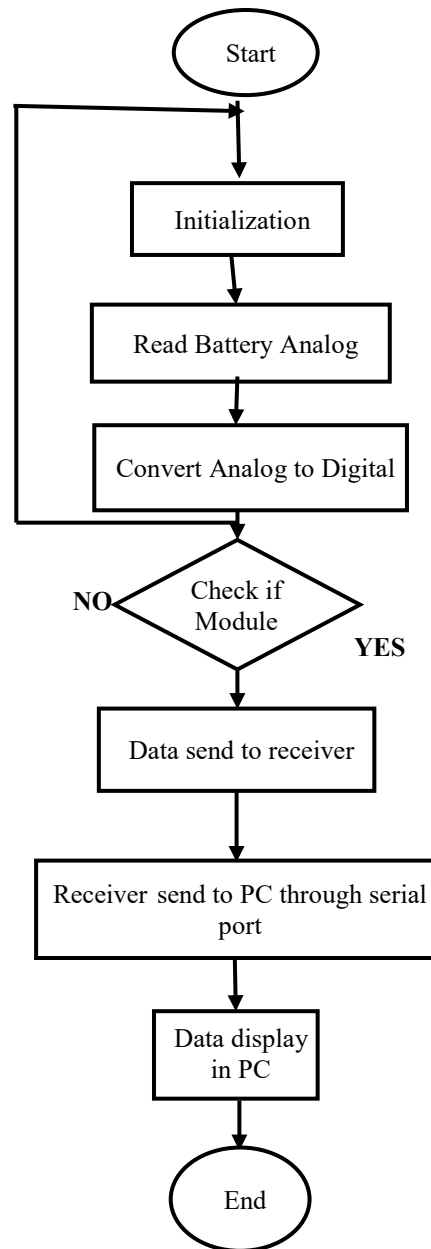 Start
Initialization
Read Battery Analog
Convert Analog to Digital
Check if
Module
NO
YES
Data send to receiver
Receiver send to PC through serial
port
Data display
in PC
End